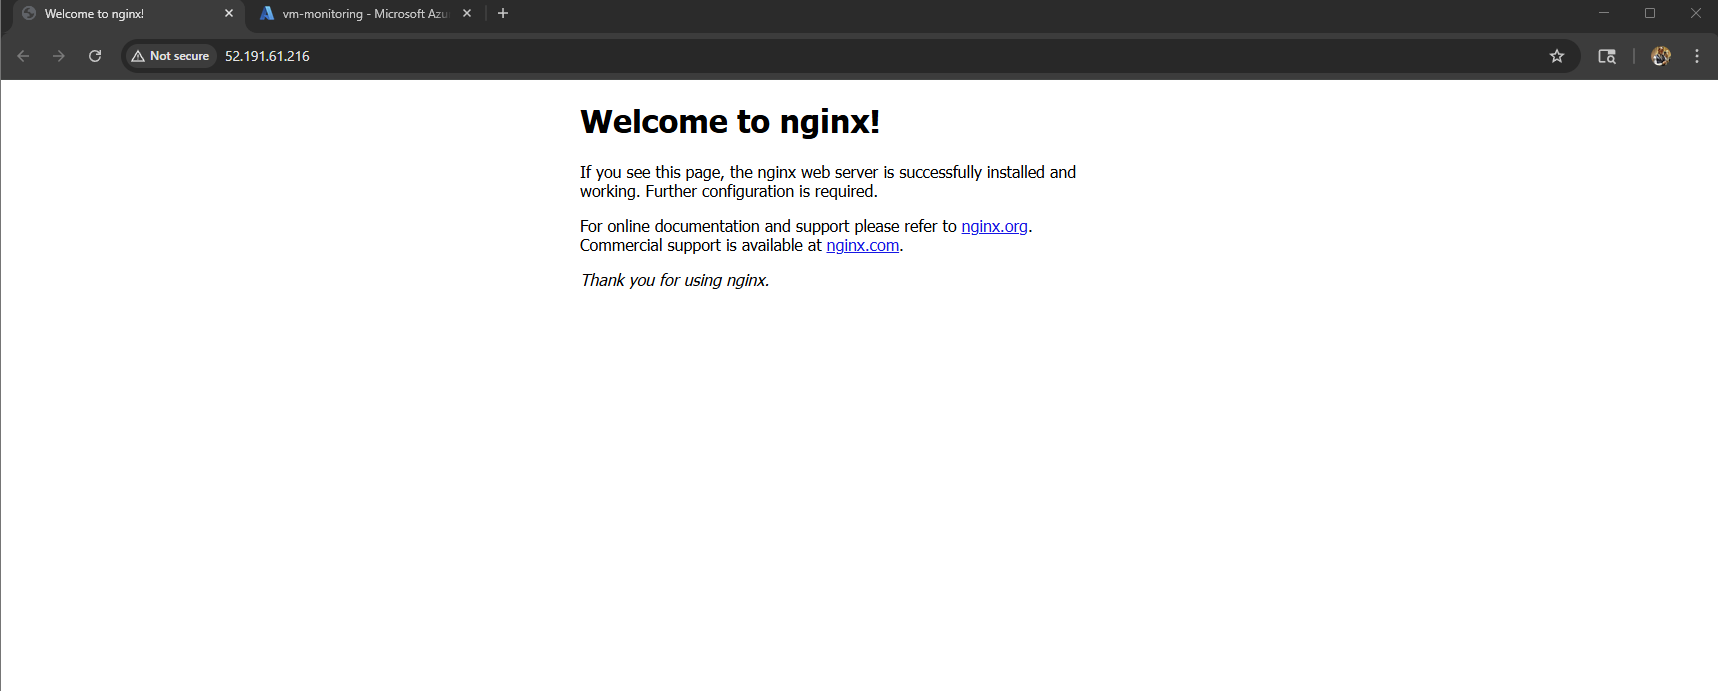 Welcome to nginx!
vm-monitoring - Microsoft Azu
Not secure
52.191.61.216
Welcome to nginx!
If you see this page, the nginx web server is successfully installed and
working. Further configuration is required.
For online documentation and support please refer to nginx.org.
Commercial support is available at nginx.com.
Thank you for using nginx.